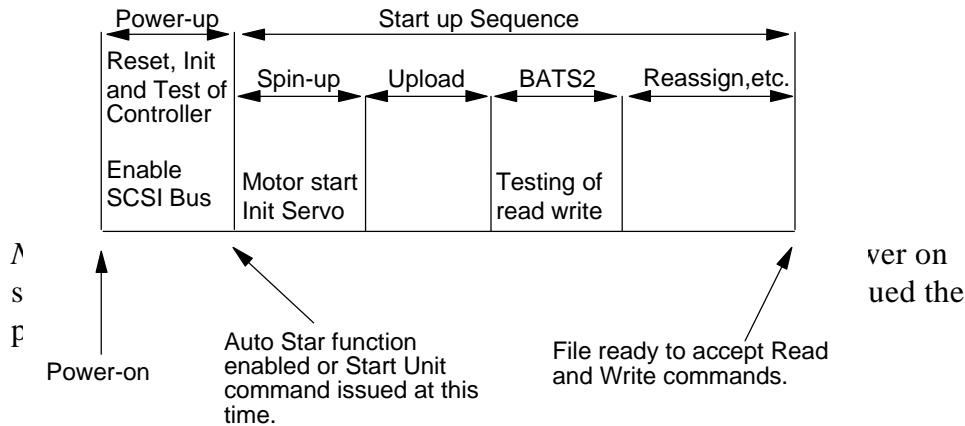 Power-up
Start up Sequence
Reset, Init
and Test of
Controller
Enable
SCSI Bus
Spin-up
Upload
BATS2
Reassign,etc.
Motor start
Init Servo
Testing of
read write
on
the
Power-on
Auto Star function
enabled or Start Unit
command issued at this
time.
File ready to accept Read
and Write commands.